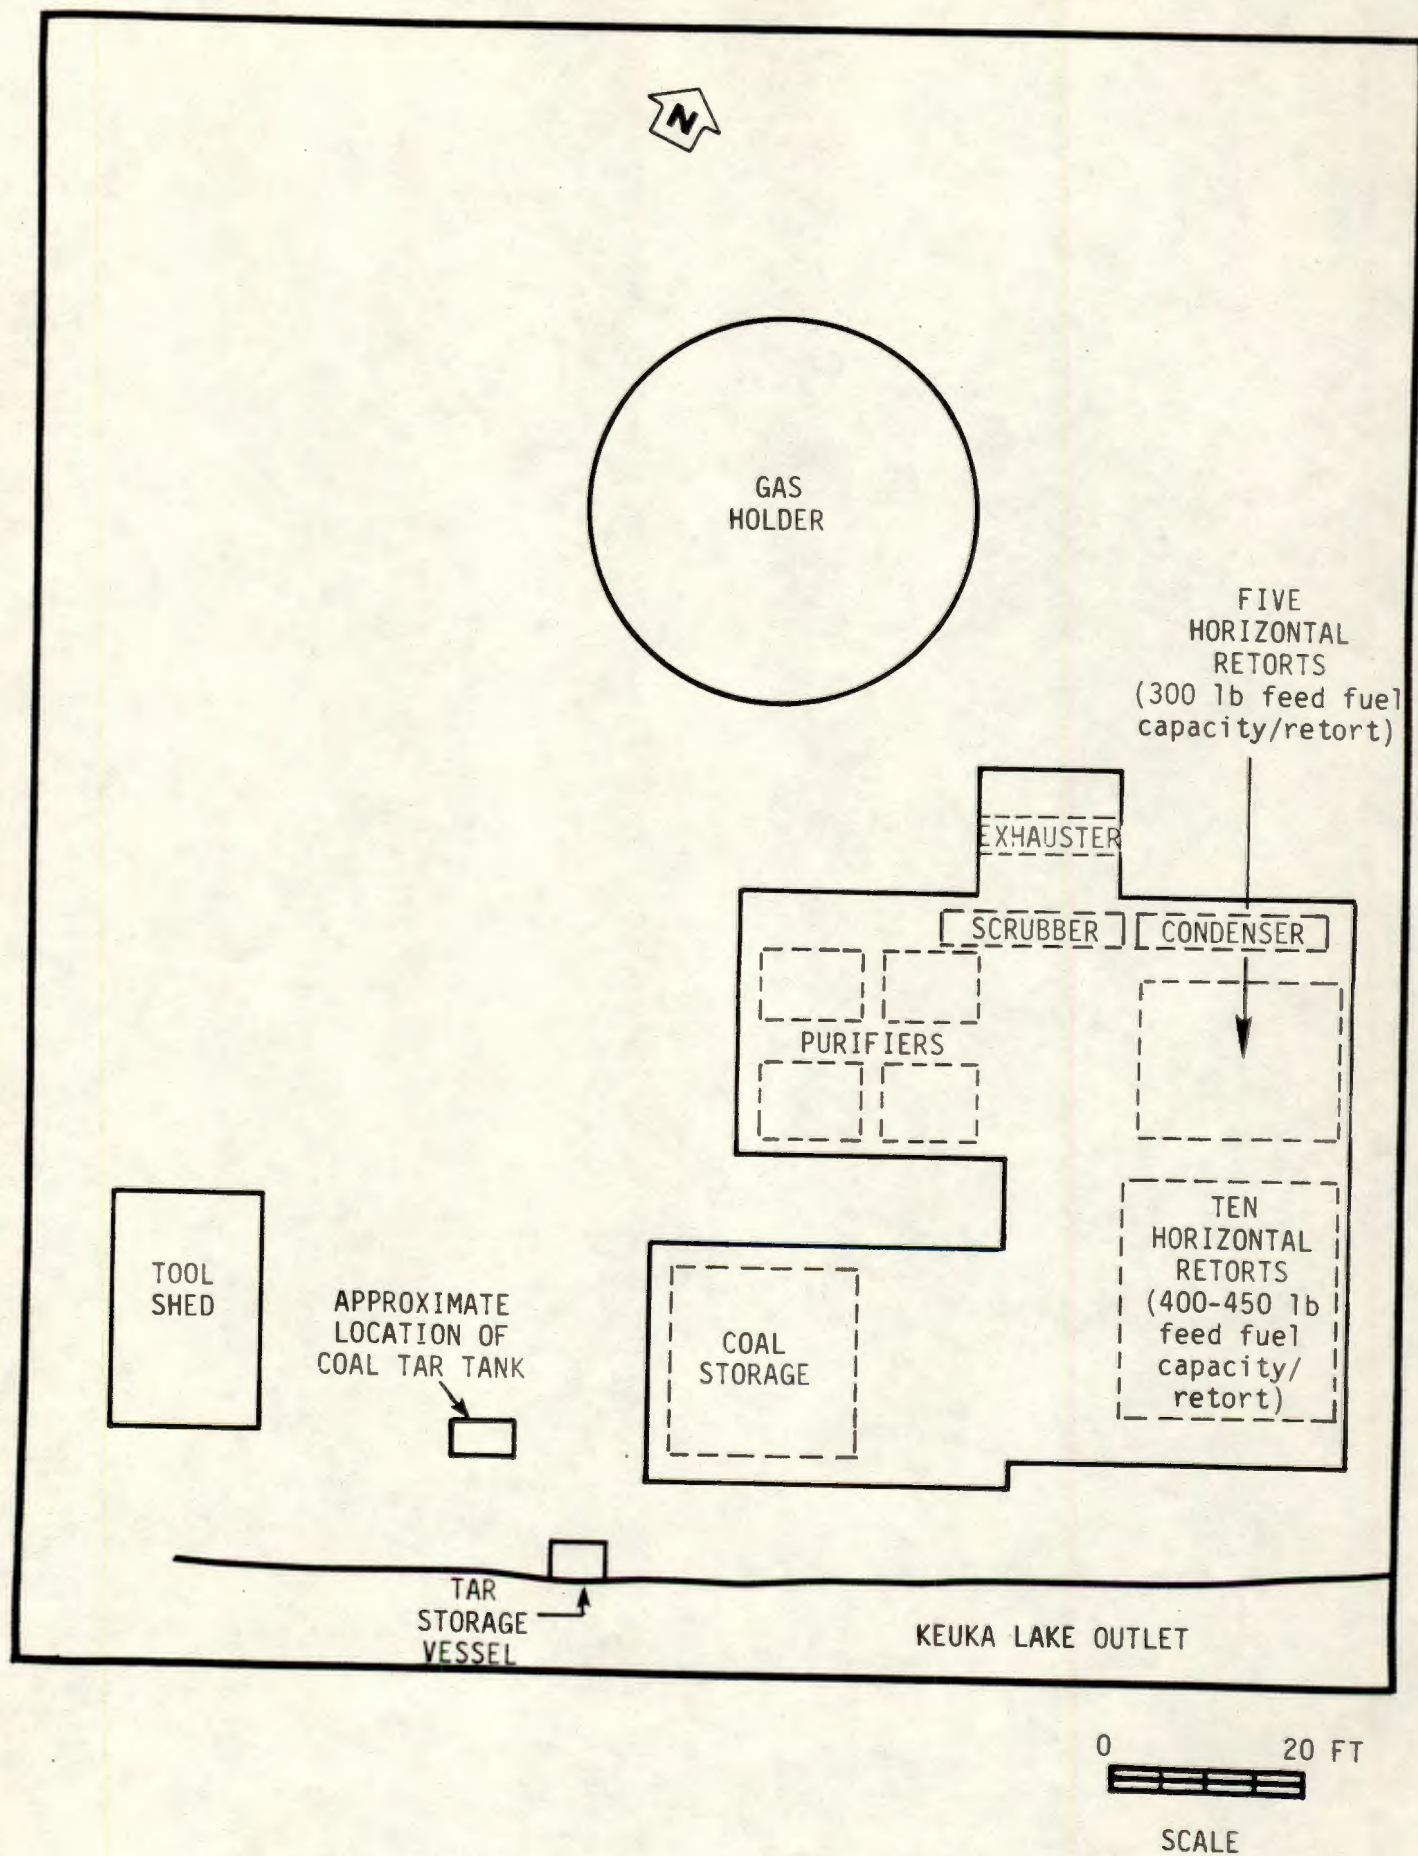 N
GAS
HOLDER
FIVE
HORIZONTAL
RETORTS
(300 lb feed fuel
capacity/retort)
EXHAUSTER
SCRUBBER
CONDENSER
PURIFIERS
TEN
HORIZONTAL
RETORTS
(400-450 lb
feed fuel
capacity/
retort)
TOOL
SHED
APPROXIMATE
LOCATION OF
COAL TAR TANK
COAL
STORAGE
TAR
STORAGE
VESSEL
KEUKA LAKE OUTLET
0 20 FT
SCALE